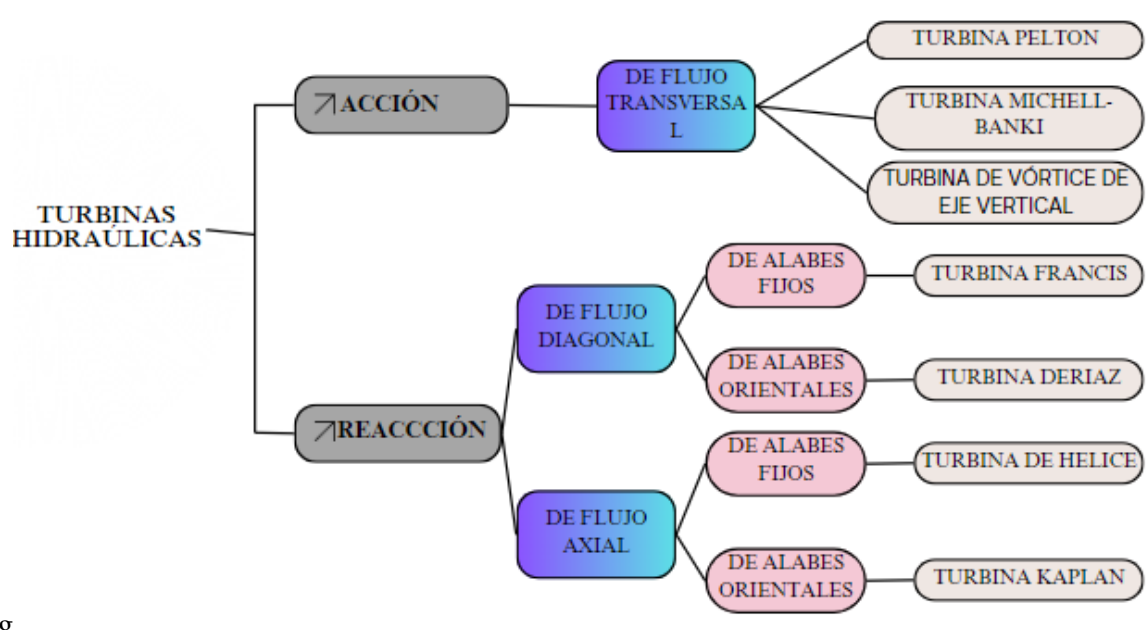 TURBINAS
HIDRAÚLICAS
ACCIÓN
DE FLUJO
TRANSVERSA
L
TURBINA PELTON
TURBINA MICHELL-
BANKI
TURBINA DE VÓRTICE DE
EJE VERTICAL
REACCCIÓN
DE FLUJO
DIAGONAL
DE ALABES
FIJOS
TURBINA FRANCIS
DE ALABES
ORIENTALES
TURBINA DERIAZ
DE FLUJO
AXIAL
DE ALABES
FIJOS
TURBINA DE HELICE
DE ALABES
ORIENTALES
TURBINA KAPLAN